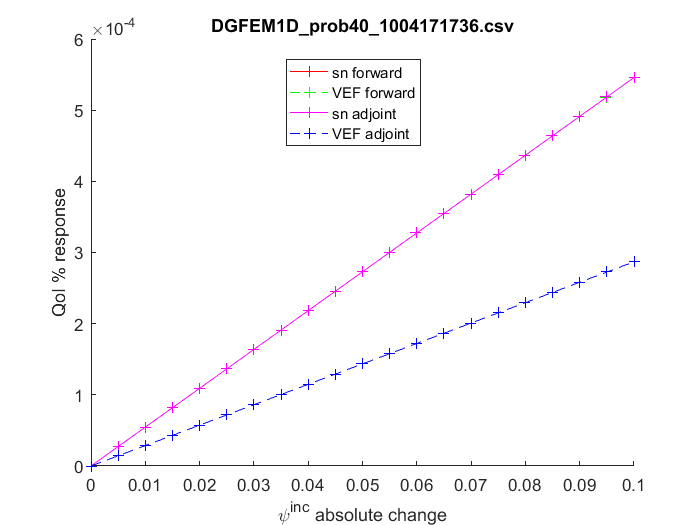 DGFEM1D_prob40_1004171736.csv
×10⁻⁴
6
5
4
3
2
1
0
QoI % response
sn forward
VEF forward
sn adjoint
VEF adjoint
0 0.01 0.02 0.03 0.04 0.05 0.06 0.07 0.08 0.09 0.1
ψ^inc absolute change